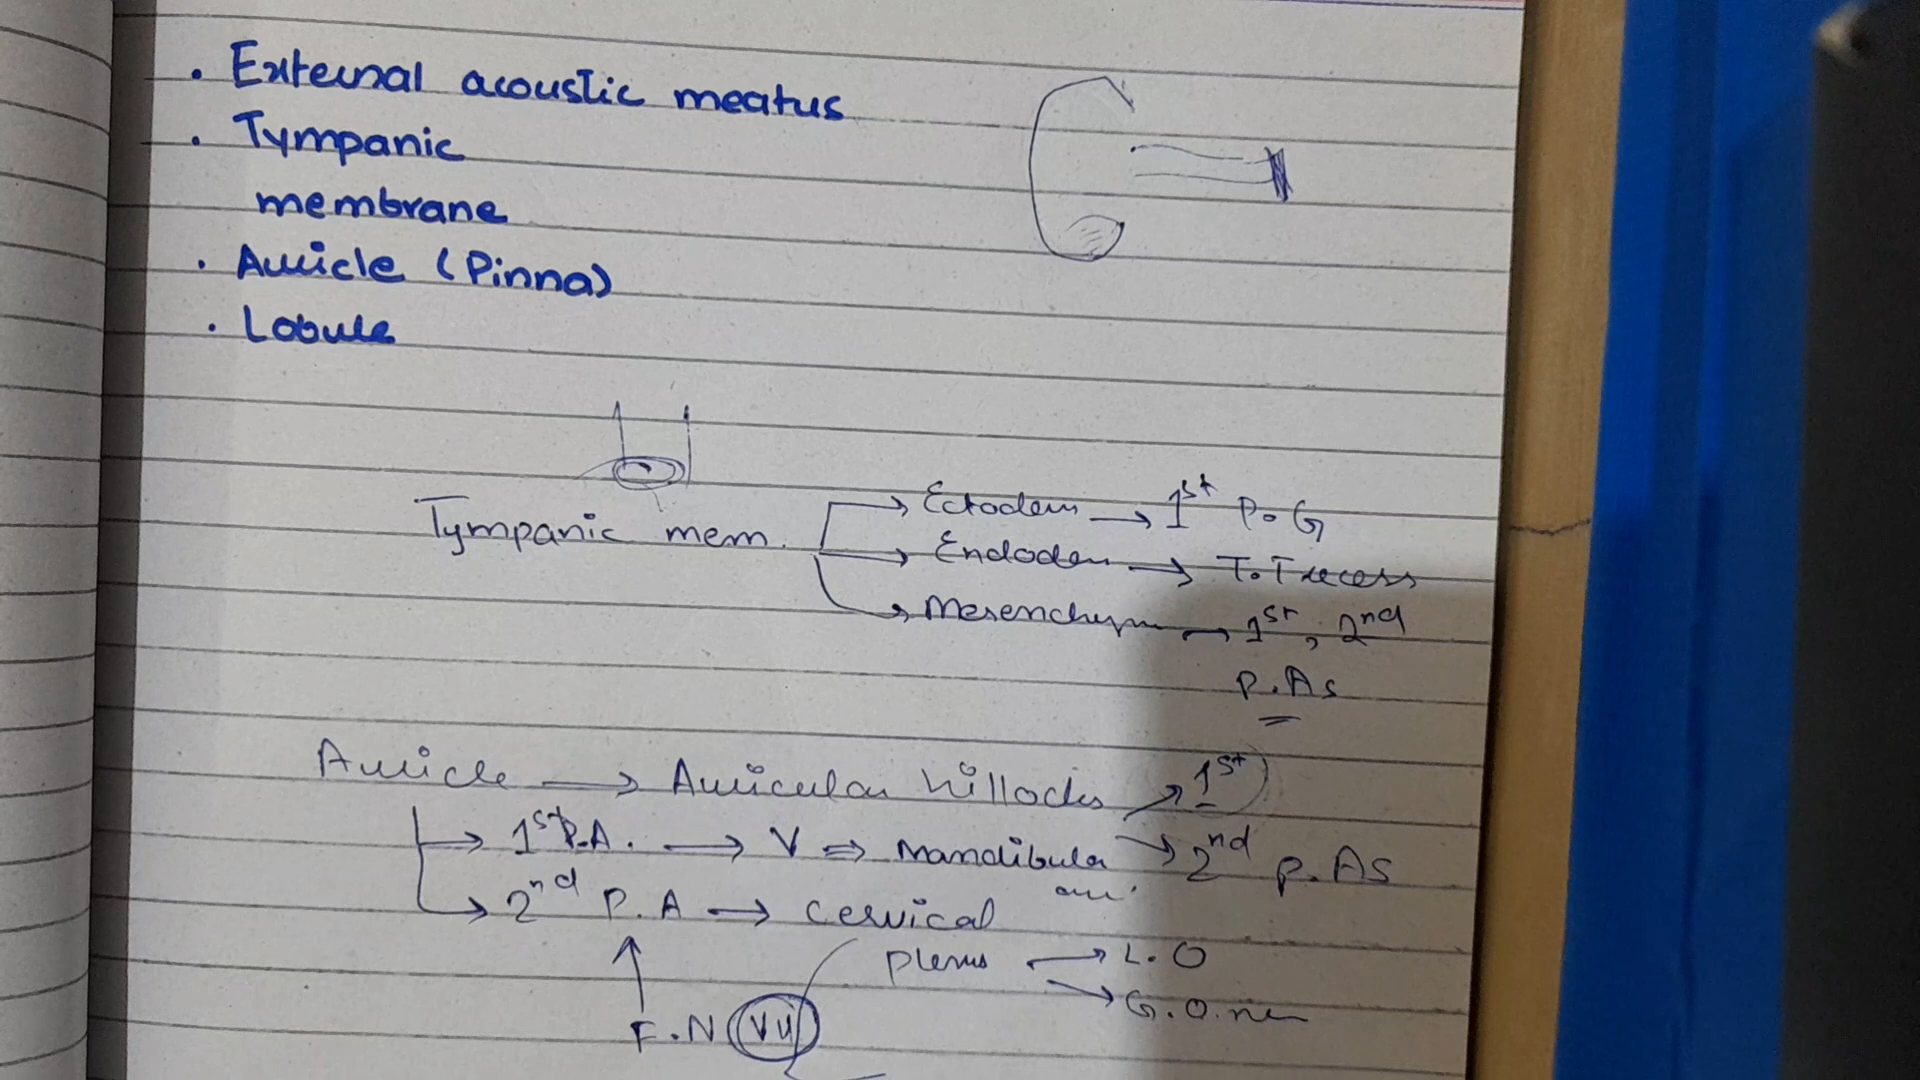 . External acoustic meatus
. Tympanic
membrane
. Auricle (Pinna)
. Lobule
Tympanic mem.
→ Ectoderm → 1st P.G
→ Endoderm → T.T recess
→ Mesenchym → 1st, 2nd
P.As
Auricle → Auricular hillocks → 1st
→ 2nd P.As
→ 1st P.A. → V ⇒ Mandibular
→ 2nd P.A → cervical
plexus → L.O
→ G.O.
F.N (VII)